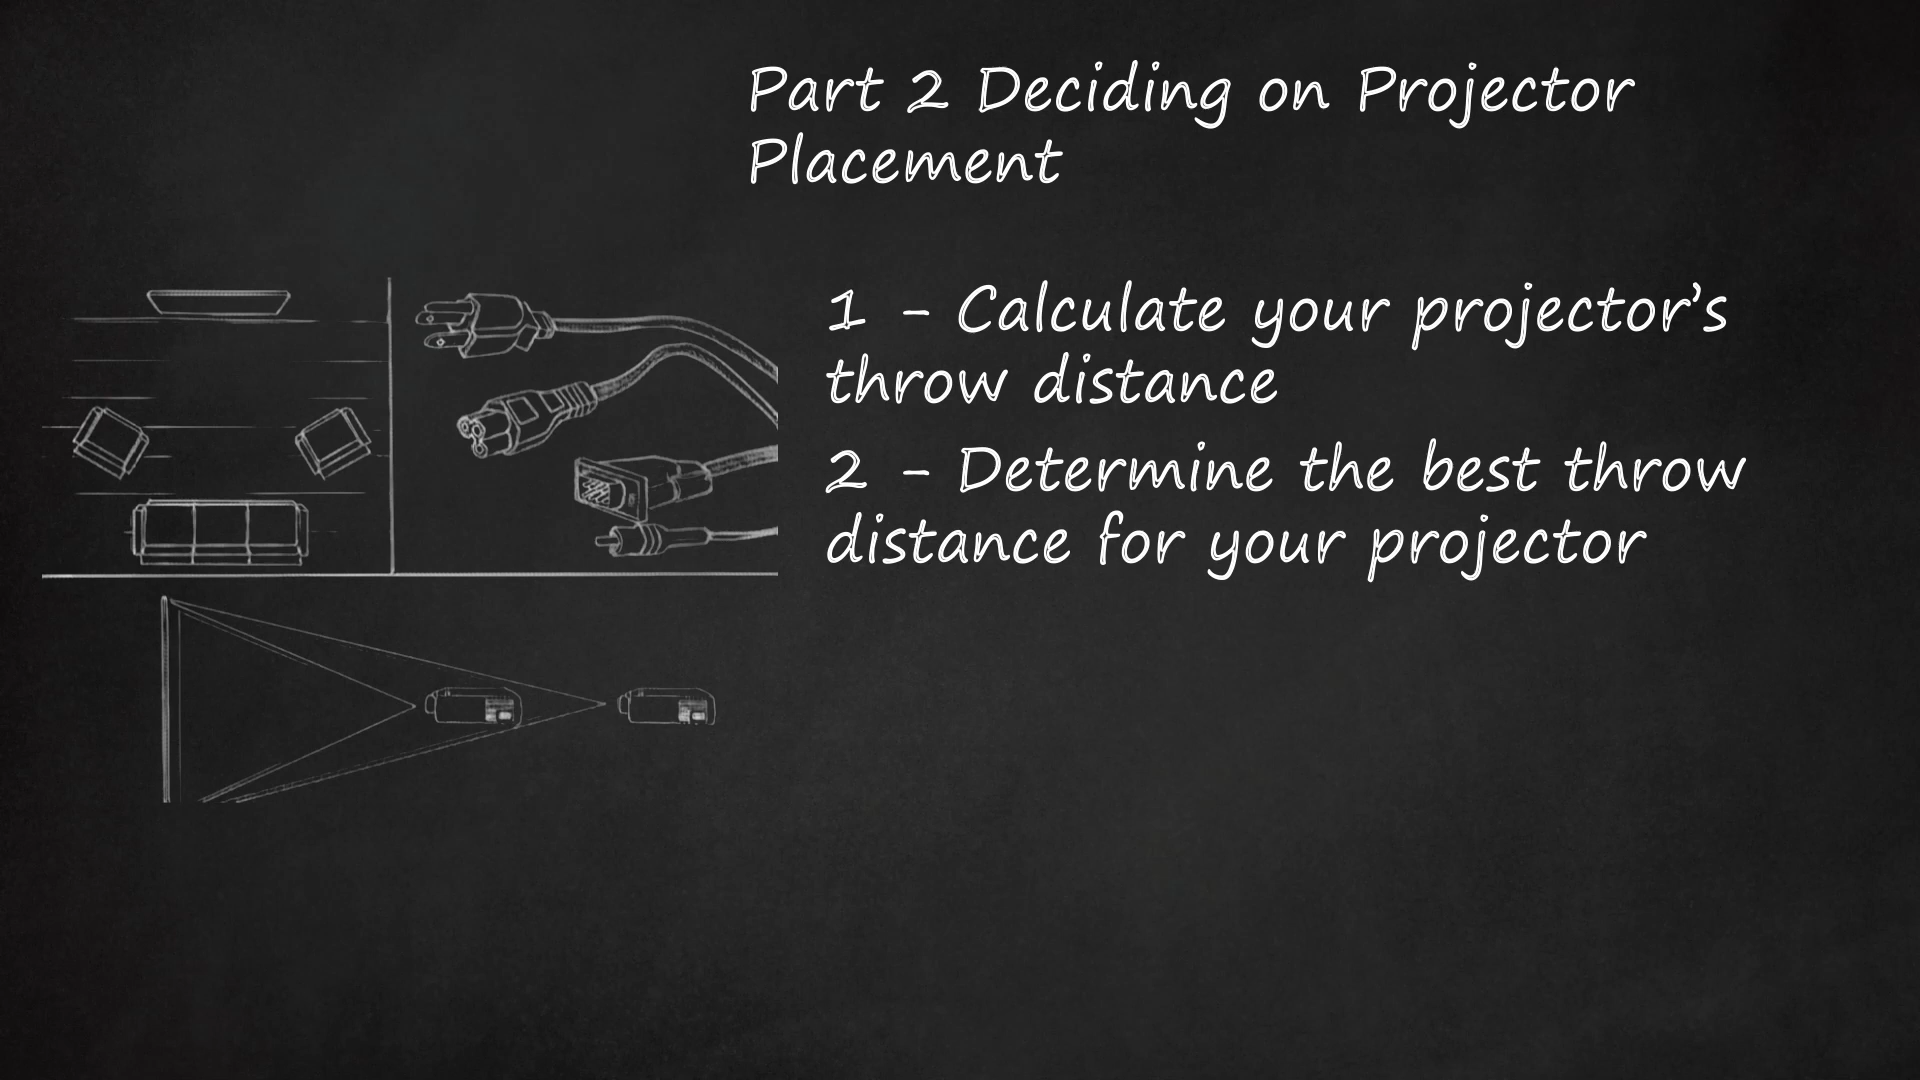 Part 2 Deciding on Projector
Placement
1 - Calculate your projector’s
throw distance
2 - Determine the best throw
distance for your projector